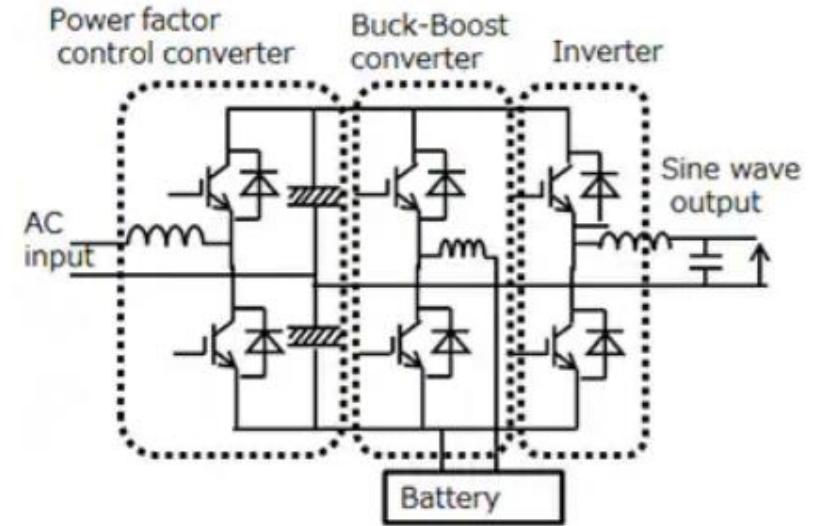 Power factor
control converter
Buck-Boost
converter
Inverter
Sine wave
output
AC
input
Battery